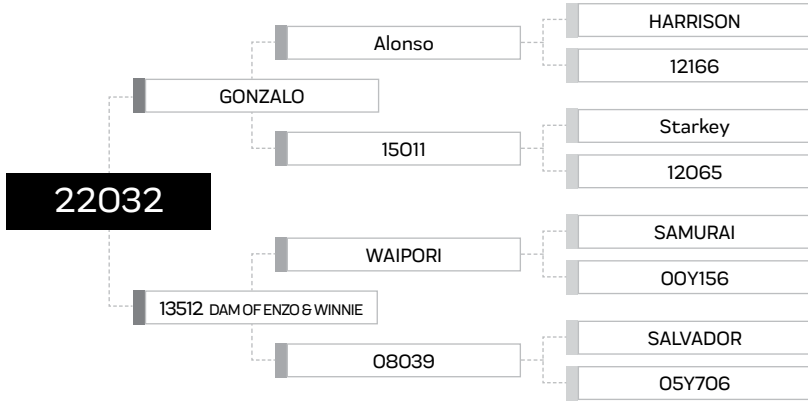 HARRISON
Alonso
12166
GONZALO
Starkey
15011
12065
22032
SAMURAI
WAIPORI
00Y156
13512 DAM OF ENZO & WINNIE
SALVADOR
08039
05Y706